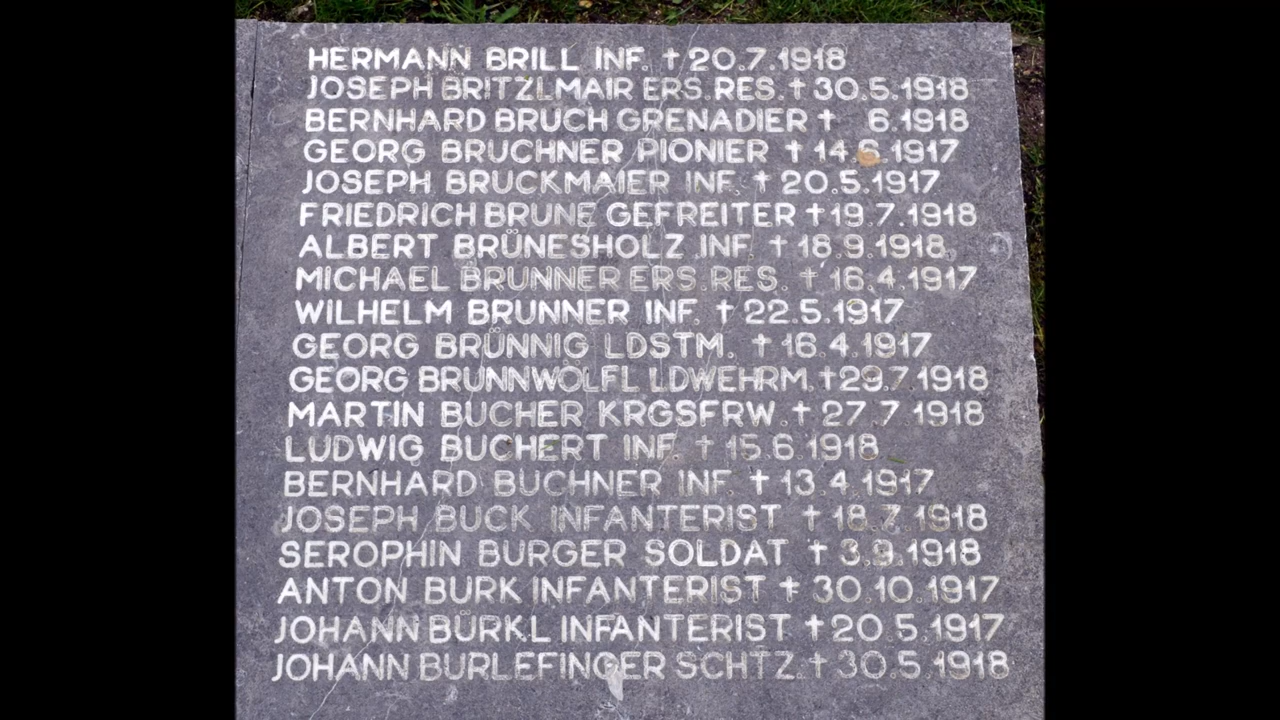 HERMANN BRILL INF. †20.7.1918
JOSEPH BRITZLMAIR ERS.RES.†30.5.1918
BERNHARD BRUCH GRENADIER † 6.1918
GEORG BRUCHNER PIONIER †14.6.1917
JOSEPH BRUCKMAIER INF. †20.5.1917
FRIEDRICH BRUNE GEFREITER †19.7.1918
ALBERT BRÜNESHOLZ INF. †18.9.1918
MICHAEL BRUNNER ERS.RES. †16.4.1917
WILHELM BRUNNER INF. †22.5.1917
GEORG BRÜNNIG LDSTM. †16.4.1917
GEORG BRUNNWÖLFL LDWEHRM.†29.7.1918
MARTIN BUCHER KRGSFRW.†27.7 1918
LUDWIG BUCHERT INF. †15.6.1918
BERNHARD BUCHNER INF. †13.4.1917
JOSEPH BUCK INFANTERIST †18.7.1918
SEROPHIN BURGER SOLDAT †3.9.1918
ANTON BURK INFANTERIST †30.10.1917
JOHANN BÜRKL INFANTERIST †20 5.1917
JOHANN BURLEFINGER SCHTZ.†30.5.1918